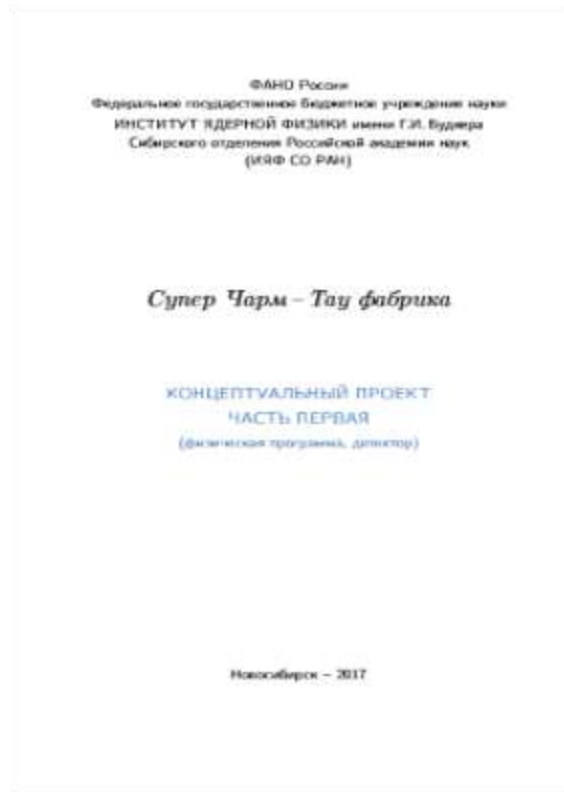 ФАНО России
Федеральное государственное бюджетное учреждение науки
ИНСТИТУТ ЯДЕРНОЙ ФИЗИКИ имени Г.И. Будкера
Сибирского отделения Российской академии наук
(ИЯФ СО РАН)
Супер Чарм – Тау фабрика
КОНЦЕПТУАЛЬНЫЙ ПРОЕКТ
ЧАСТЬ ПЕРВАЯ
(физическая программа, детектор)
Новосибирск – 2017